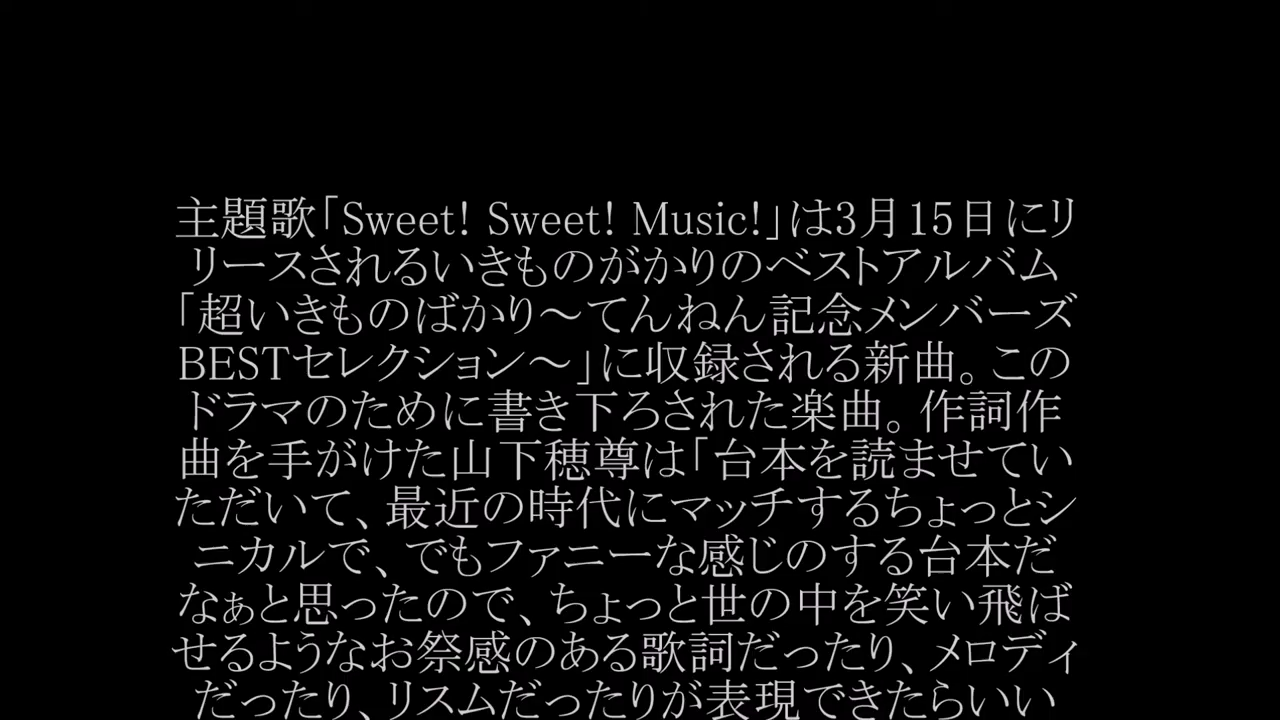 主題歌「Sweet! Sweet! Music!」は3月15日にリ
リースされるいきものがかりのベストアルバム
「超いきものばかり～てんねん記念メンバーズ
BESTセレクション～」に収録される新曲。この
ドラマのために書き下ろされた楽曲。作詞作
曲を手がけた山下穂尊は「台本を読ませてい
ただいて、最近の時代にマッチするちょっとシ
ニカルで、でもファニーな感じのする台本だ
なぁと思ったので、ちょっと世の中を笑い飛ば
せるようなお祭感のある歌詞だったり、メロディ
だったり、リズムだったりが表現できたらいい